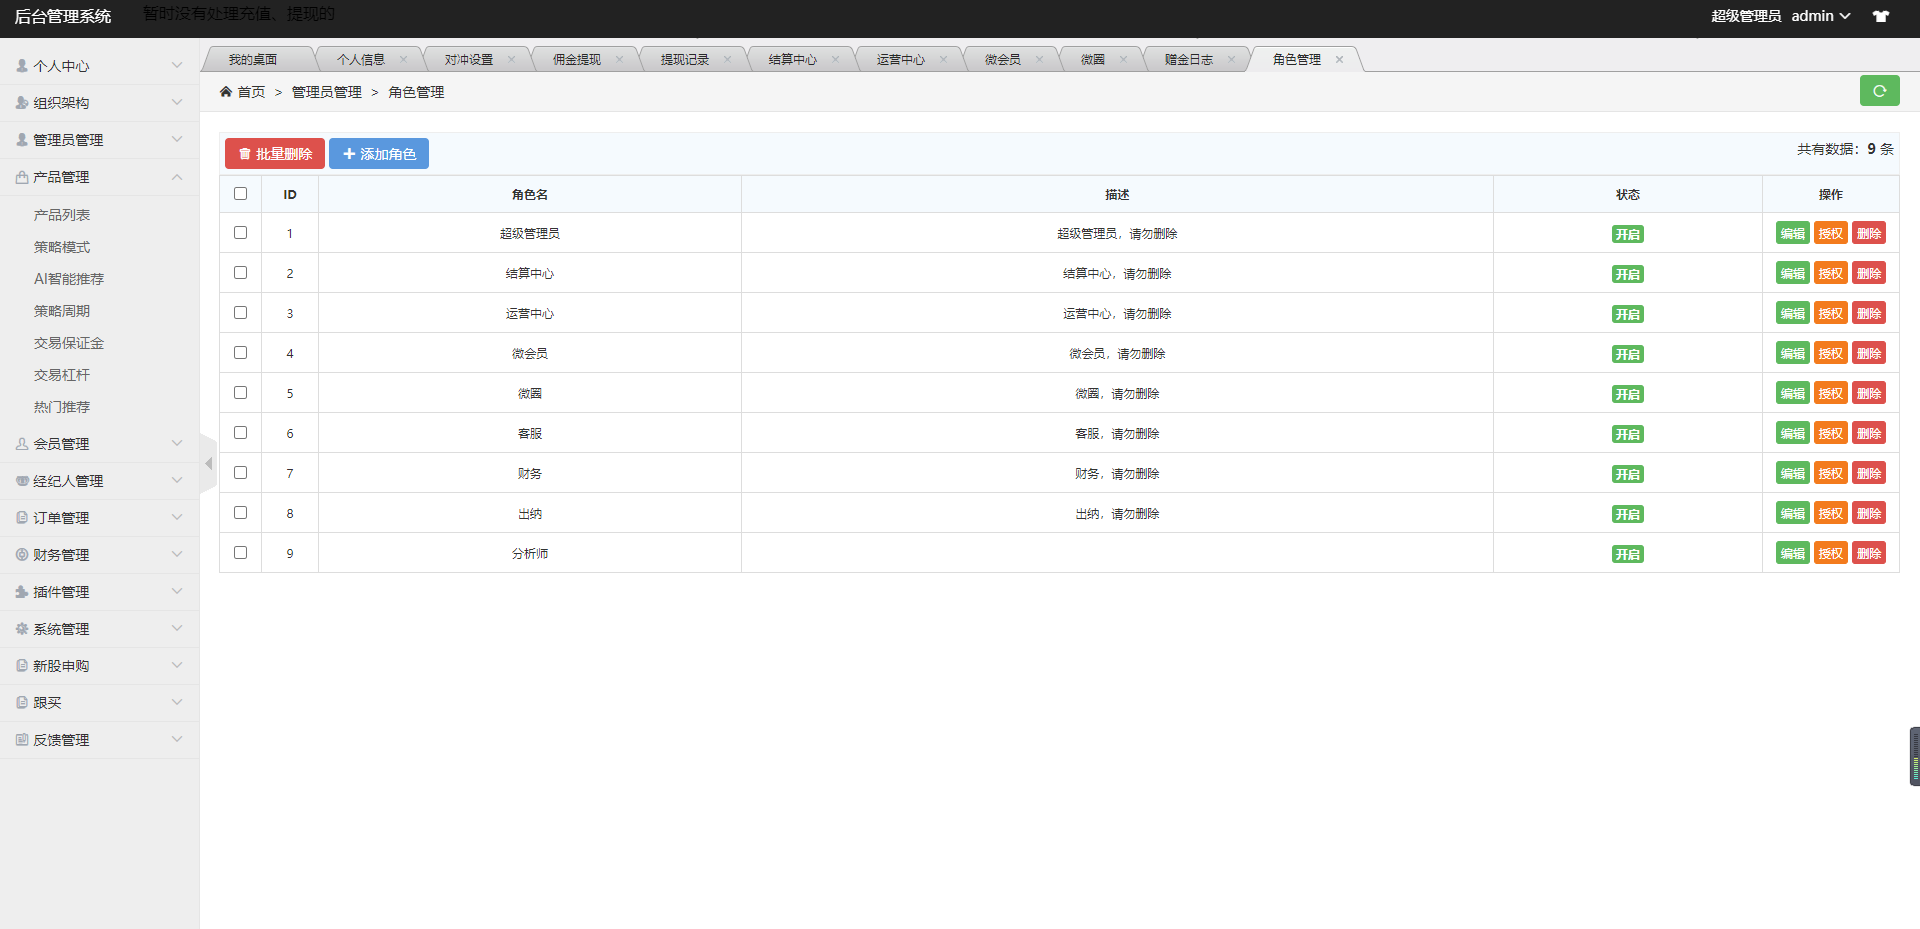 后台管理系统 暂时没有处理充值、提现的 超级管理员 admin
我的桌面 个人信息 对冲设置 佣金提现 提现记录 结算中心 运营中心 微会员 微圈 赠金日志 角色管理
首页 > 管理员管理 > 角色管理
个人中心
组织架构
管理员管理
产品管理
产品列表
策略模式
AI智能推荐
策略周期
交易保证金
交易杠杆
热门推荐
会员管理
经纪人管理
订单管理
财务管理
插件管理
系统管理
新股申购
跟买
反馈管理
批量删除 添加角色 共有数据：9 条
ID 角色名 描述 状态 操作
1 超级管理员 超级管理员，请勿删除 开启 编辑 授权 删除
2 结算中心 结算中心，请勿删除 开启 编辑 授权 删除
3 运营中心 运营中心，请勿删除 开启 编辑 授权 删除
4 微会员 微会员，请勿删除 开启 编辑 授权 删除
5 微圈 微圈，请勿删除 开启 编辑 授权 删除
6 客服 客服，请勿删除 开启 编辑 授权 删除
7 财务 财务，请勿删除 开启 编辑 授权 删除
8 出纳 出纳，请勿删除 开启 编辑 授权 删除
9 分析师 开启 编辑 授权 删除